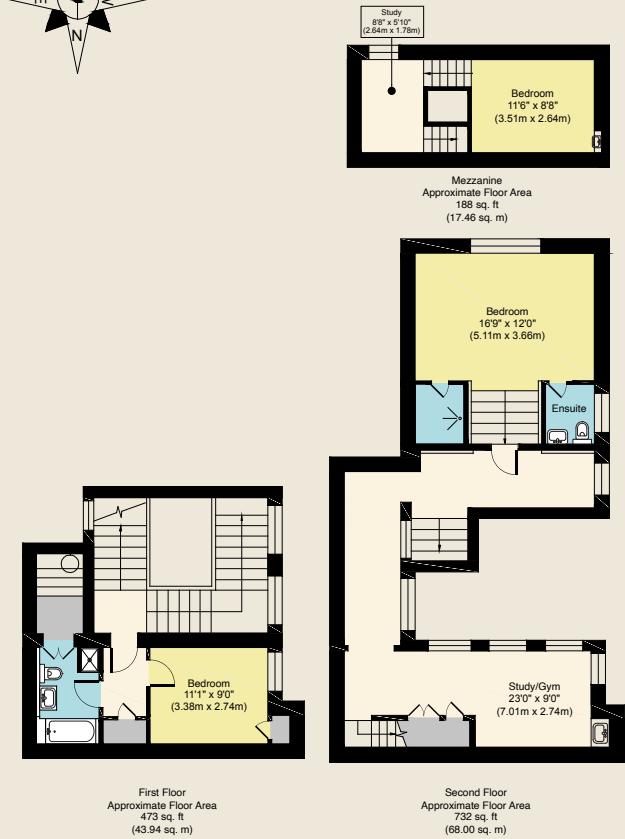 E
W
N
Study
8'8" x 5'10"
(2.64m x 1.78m)
Bedroom
11'6" x 8'8"
(3.51m x 2.64m)
Mezzanine
Approximate Floor Area
188 sq. ft
(17.46 sq. m)
Bedroom
16'9" x 12'0"
(5.11m x 3.66m)
Ensuite
Bedroom
11'1" x 9'0"
(3.38m x 2.74m)
Study/Gym
23'0" x 9'0"
(7.01m x 2.74m)
First Floor
Approximate Floor Area
473 sq. ft
(43.94 sq. m)
Second Floor
Approximate Floor Area
732 sq. ft
(68.00 sq. m)